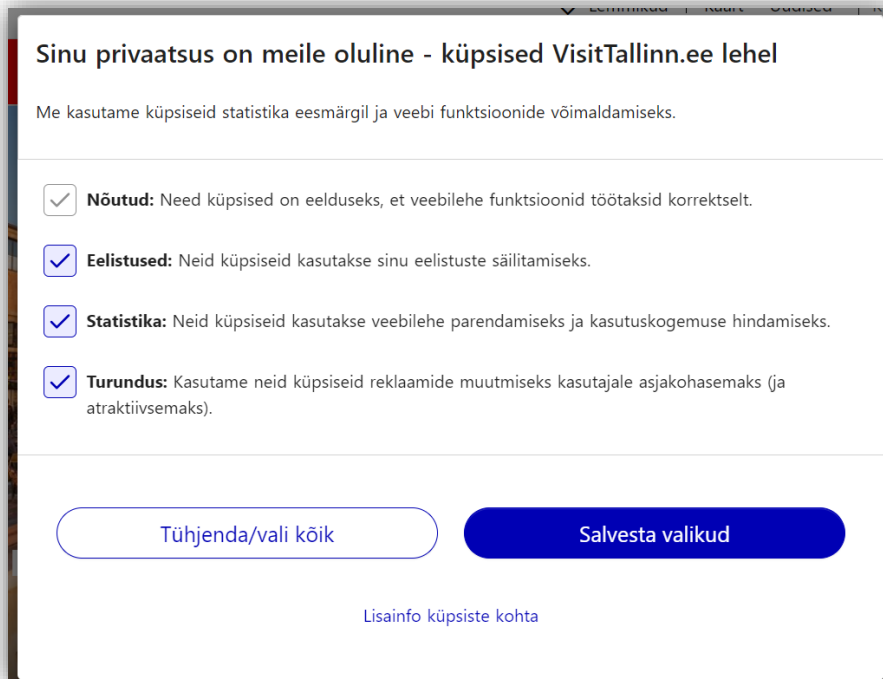 Lemmikud
Kaart
Uudised
Sinu privaatsus on meile oluline - küpsised VisitTallinn.ee lehel
Me kasutame küpsiseid statistika eesmärgil ja veebi funktsioonide võimaldamiseks.
Nõutud: Need küpsised on eelduseks, et veebilehe funktsioonid töötaksid korrektselt.
Eelistused: Neid küpsiseid kasutakse sinu eelistuste säilitamiseks.
Statistika: Neid küpsiseid kasutakse veebilehe parendamiseks ja kasutuskogemuse hindamiseks.
Turundus: Kasutame neid küpsiseid reklaamide muutmiseks kasutajale asjakohasemaks (ja
atraktiivsemaks).
Tühjenda/vali kõik
Salvesta valikud
Lisainfo küpsiste kohta